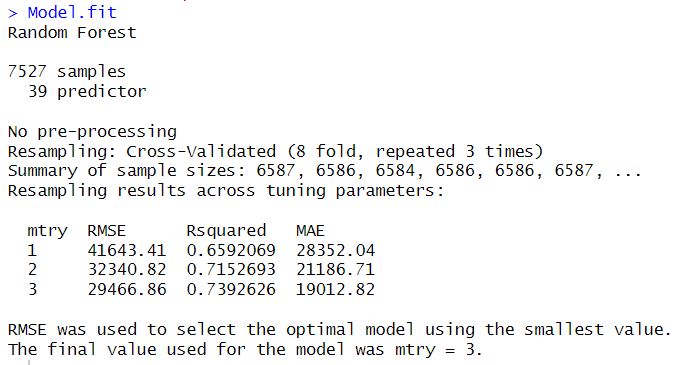 > Model.fit
Random Forest
7527 samples
39 predictor
No pre-processing
Resampling: Cross-Validated (8 fold, repeated 3 times)
Summary of sample sizes: 6587, 6586, 6584, 6586, 6586, 6587, ...
Resampling results across tuning parameters:
mtry RMSE Rsquared MAE
1 41643.41 0.6592069 28352.04
2 32340.82 0.7152693 21186.71
3 29466.86 0.7392626 19012.82
RMSE was used to select the optimal model using the smallest value.
The final value used for the model was mtry = 3.